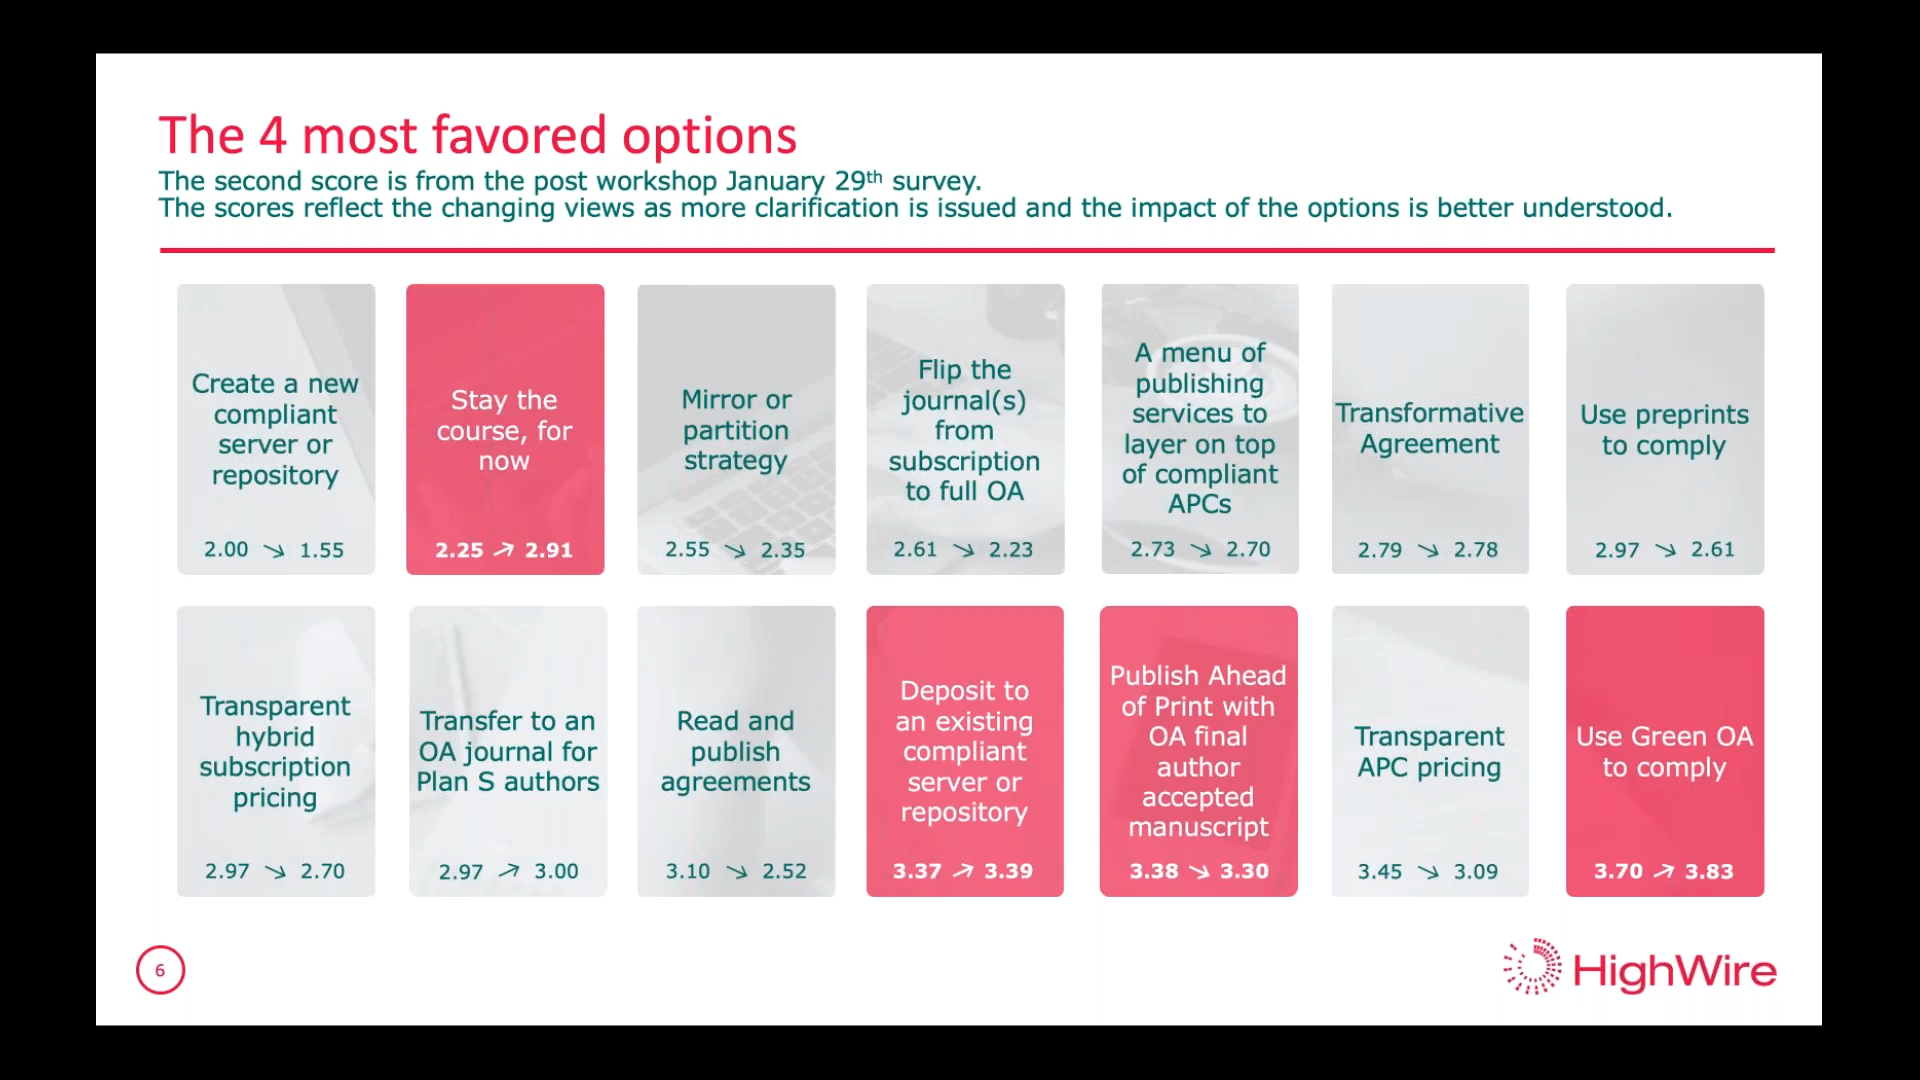 The 4 most favored options
The second score is from the post workshop January 29th survey.
The scores reflect the changing views as more clarification is issued and the impact of the options is better understood.
Create a new
compliant
server or
repository
2.00 ↘ 1.55
Stay the
course, for
now
2.25 ↗ 2.91
Mirror or
partition
strategy
2.55 ↘ 2.35
Flip the
journal(s)
from
subscription
to full OA
2.61 ↘ 2.23
A menu of
publishing
services to
layer on top
of compliant
APCs
2.73 ↘ 2.70
Transformative
Agreement
2.79 ↘ 2.78
Use preprints
to comply
2.97 ↘ 2.61
Transparent
hybrid
subscription
pricing
2.97 ↘ 2.70
Transfer to an
OA journal for
Plan S authors
2.97 ↗ 3.00
Read and
publish
agreements
3.10 ↘ 2.52
Deposit to
an existing
compliant
server or
repository
3.37 ↗ 3.39
Publish Ahead
of Print with
OA final
author
accepted
manuscript
3.38 ↘ 3.30
Transparent
APC pricing
3.45 ↘ 3.09
Use Green OA
to comply
3.70 ↗ 3.83
6
HighWire